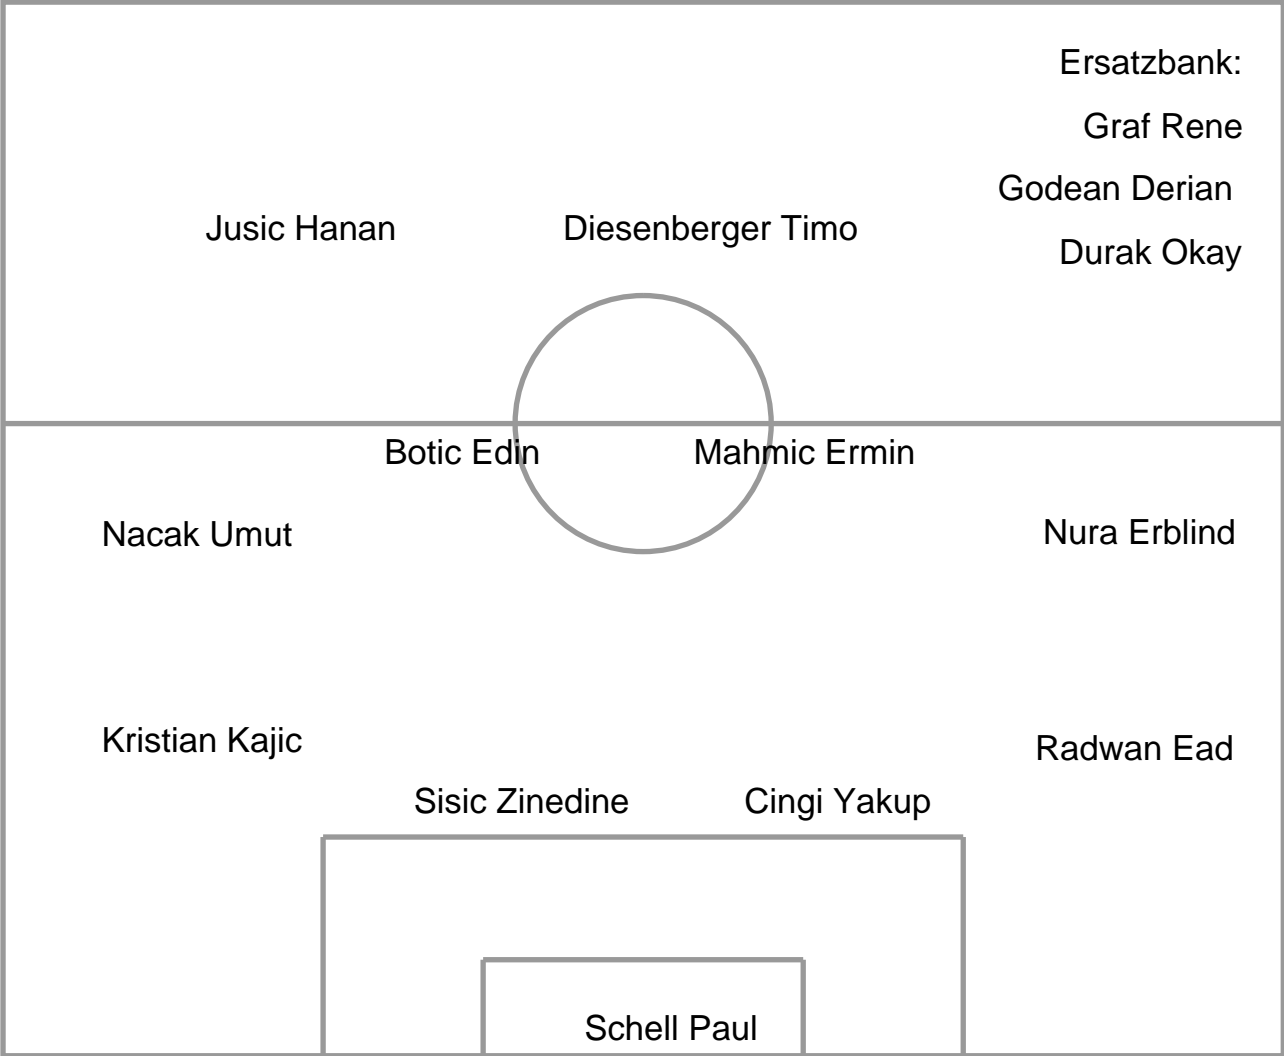 Ersatzbank:
Graf Rene
Godean Derian
Jusic Hanan
Diesenberger Timo
Durak Okay
Botic Edin
Mahmic Ermin
Nacak Umut
Nura Erblind
Kristian Kajic
Radwan Ead
Sisic Zinedine
Cingi Yakup
Schell Paul